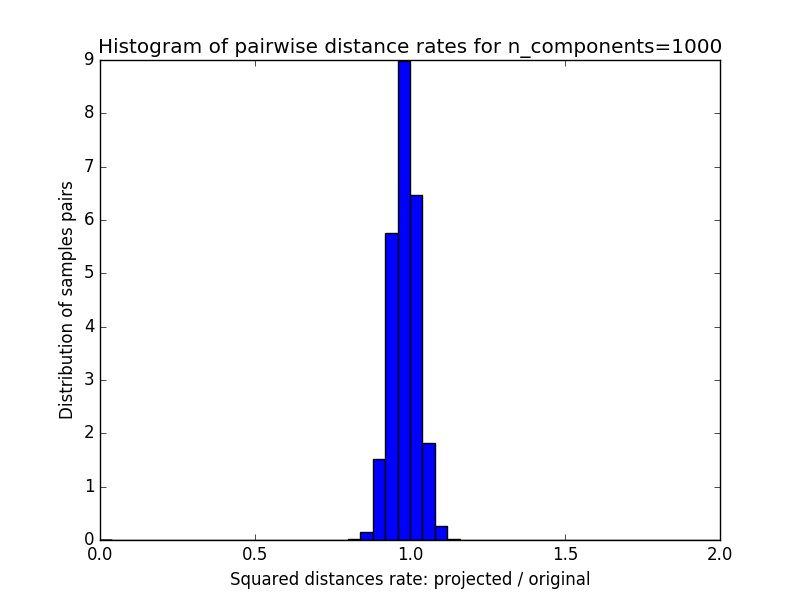 Histogram of pairwise distance rates for n_components=1000
9
8
7
6
5
4
3
2
1
0
Distribution of samples pairs
0.0 0.5 1.0 1.5 2.0
Squared distances rate: projected / original